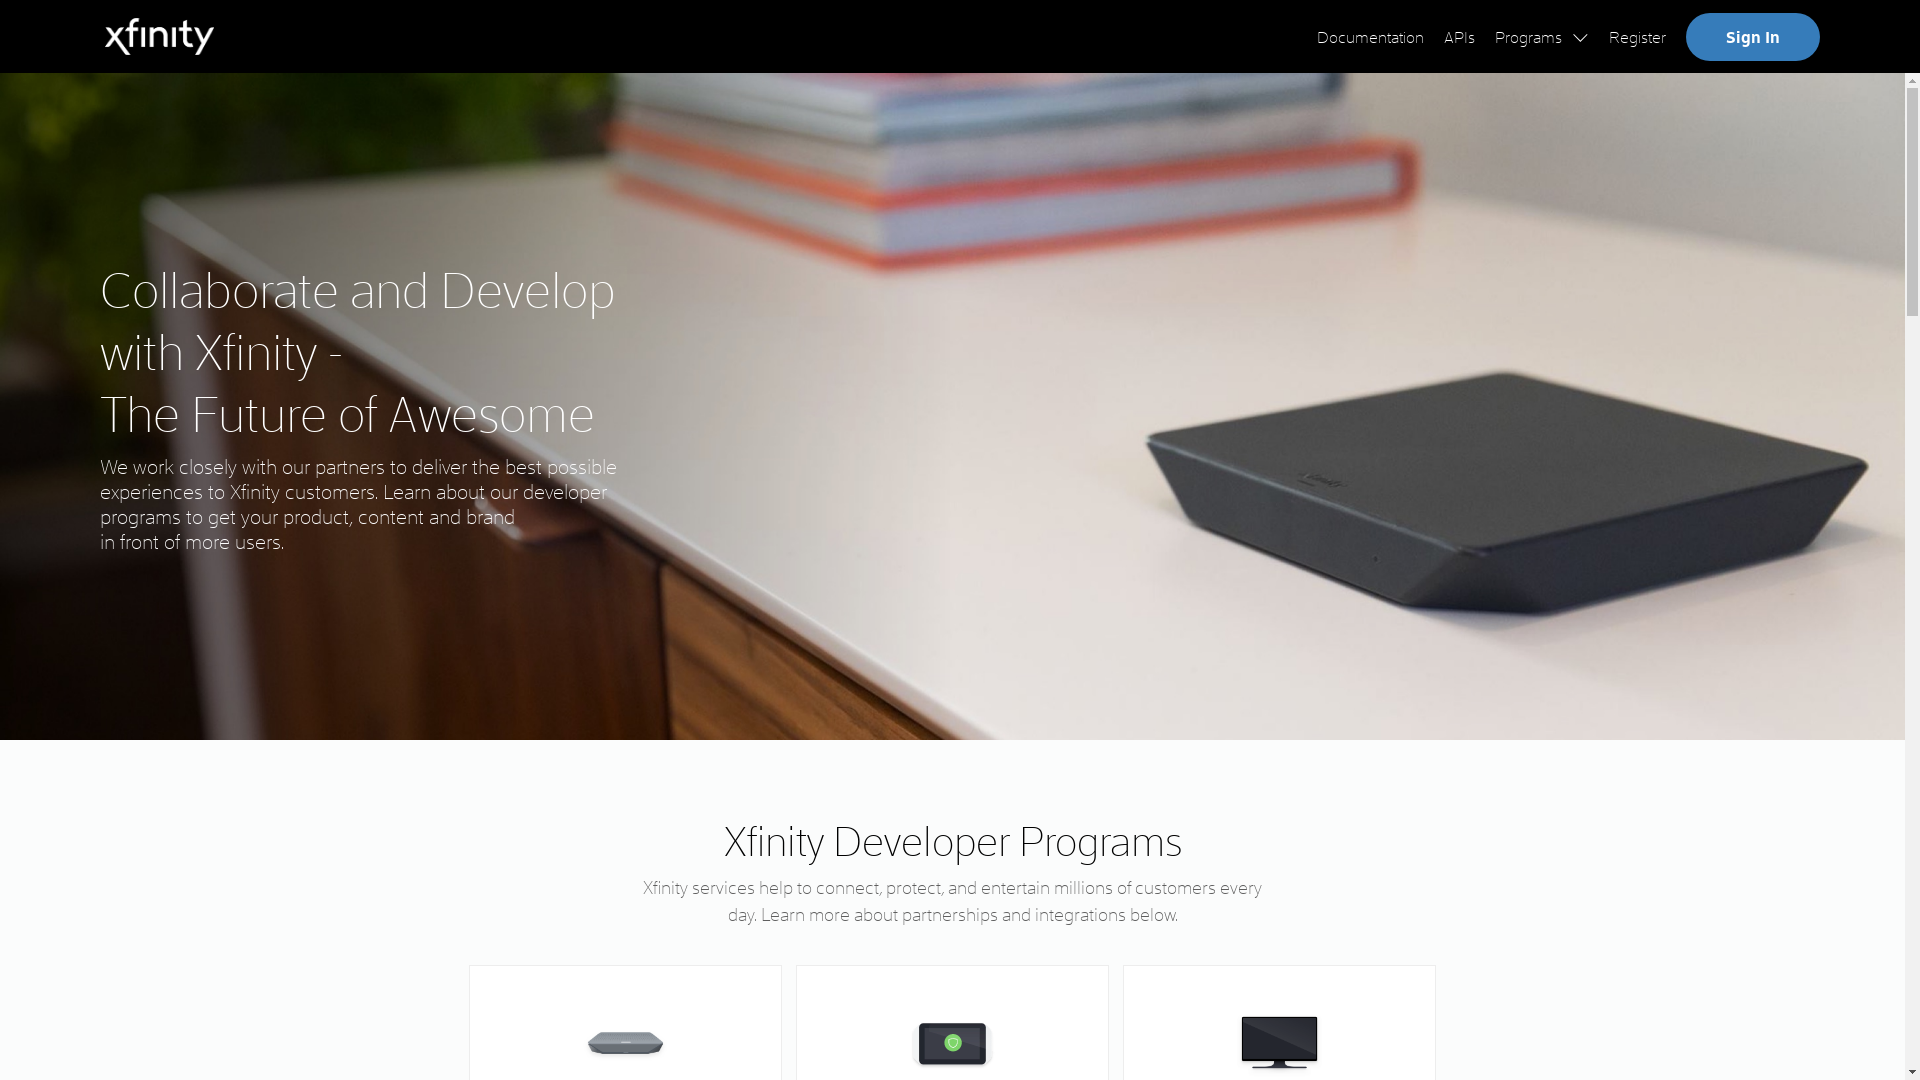 xfinity
Documentation
APIs
Programs
Register
Sign In
Collaborate and Develop
with Xfinity -
The Future of Awesome
We work closely with our partners to deliver the best possible
experiences to Xfinity customers. Learn about our developer
programs to get your product, content and brand
in front of more users.
xfinity
Xfinity Developer Programs
Xfinity services help to connect, protect, and entertain millions of customers every
day. Learn more about partnerships and integrations below.